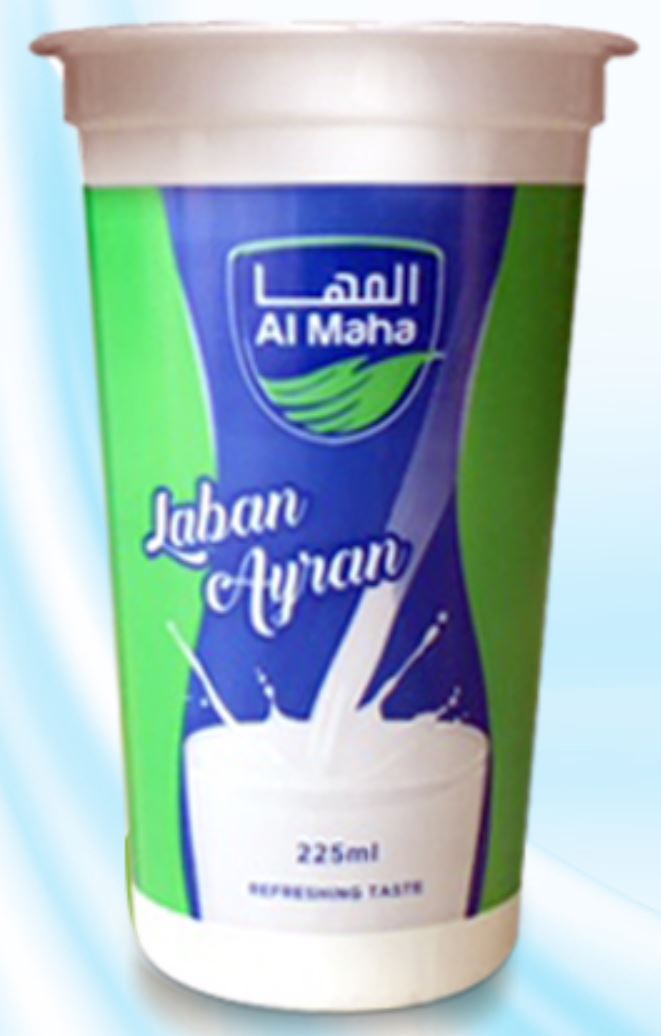 المها
Al Maha
Laban
Ayran
225ml
REFRESHING TASTE